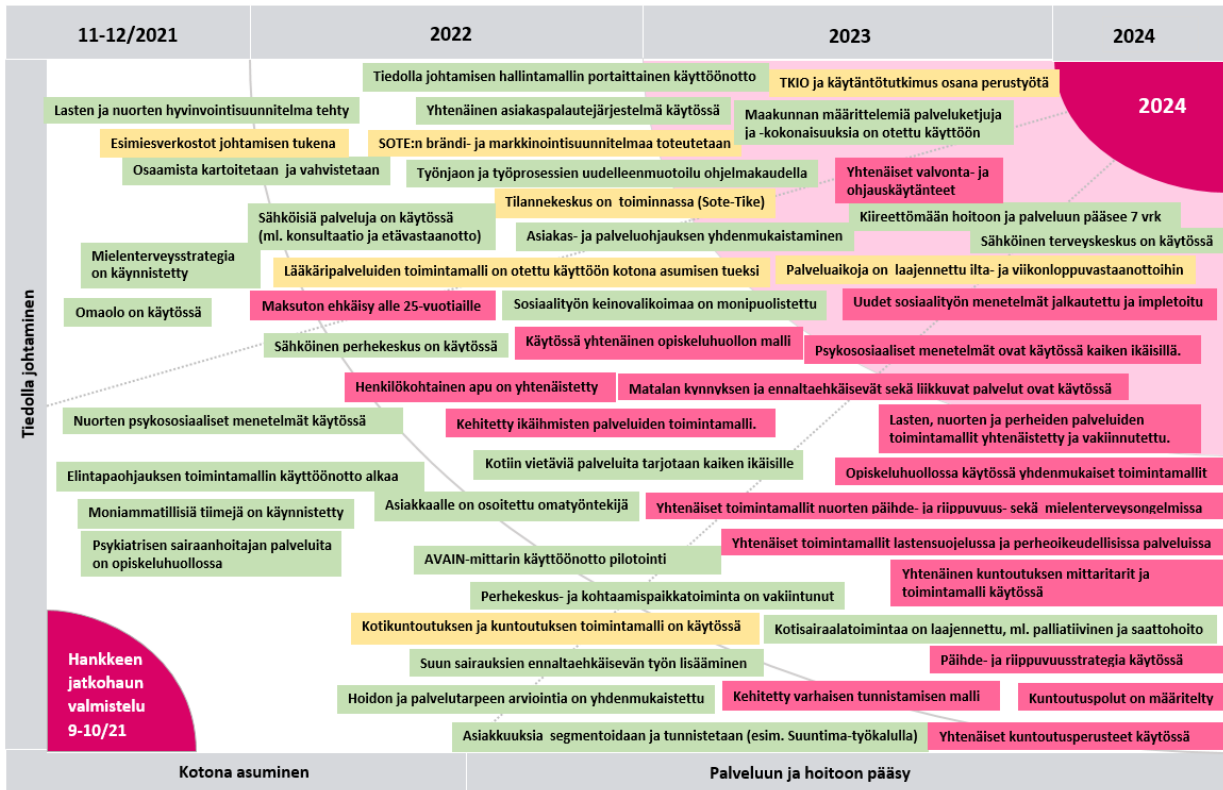 11-12/2021
2022
2023
2024
Tiedolla johtaminen
Tiedolla johtamisen hallintamallin portaittainen käyttöönotto
TKIO ja käytäntötutkimus osana perustyötä
2024
Lasten ja nuorten hyvinvointisuunnitelma tehty
Yhtenäinen asiakaspalautejärjestelmä käytössä
Maakunnan määrittelemiä palveluketjuja
ja -kokonaisuuksia on otettu käyttöön
Esimiesverkostot johtamisen tukena
SOTE:n brändi- ja markkinointisuunnitelmaa toteutetaan
Osaamista kartoitetaan ja vahvistetaan
Työnjaon ja työprosessien uudelleenmuotoilu ohjelmakaudella
Yhtenäiset valvonta- ja
ohjauskäytänteet
Tilannekeskus on toiminnassa (Sote-Tike)
Sähköisiä palveluja on käytössä
(ml. konsultaatio ja etävastaanotto)
Kiireettömään hoitoon ja palveluun pääsee 7 vrk
Asiakas- ja palveluohjauksen yhdenmukaistaminen
Sähköinen terveyskeskus on käytössä
Mielenterveysstrategia
on käynnistetty
Lääkäripalveluiden toimintamalli on otettu käyttöön kotona asumisen tueksi
Palveluaikoja on laajennettu ilta- ja viikonloppuvastaanottoihin
Omaolo on käytössä
Maksuton ehkäisy alle 25-vuotiaille
Sosiaalityön keinovalikoimaa on monipuolistettu
Uudet sosiaalityön menetelmät jalkautettu ja impletoitu
Sähköinen perhekeskus on käytössä
Käytössä yhtenäinen opiskeluhuollon malli
Psykososiaaliset menetelmät ovat käytössä kaiken ikäisillä.
Henkilökohtainen apu on yhtenäistetty
Matalan kynnyksen ja ennaltaehkäisevät sekä liikkuvat palvelut ovat käytössä
Nuorten psykososiaaliset menetelmät käytössä
Kehitetty ikäihmisten palveluiden toimintamalli.
Lasten, nuorten ja perheiden palveluiden
toimintamallit yhtenäistetty ja vakiinnutettu.
Kotiin vietäviä palveluita tarjotaan kaiken ikäisille
Elintapaohjauksen toimintamallin käyttöönotto alkaa
Opiskeluhuollossa käytössä yhdenmukaiset toimintamallit
Moniammatillisiä tiimejä on käynnistetty
Asiakkaalle on osoitettu omatyöntekijä
Yhtenäiset toimintamallit nuorten päihde- ja riippuvuus- sekä mielenterveysongelmissa
Psykiatrisen sairaanhoitajan palveluita
on opiskeluhuollossa
Yhtenäiset toimintamallit lastensuojelussa ja perheoikeudellisissa palveluissa
AVAIN-mittarin käyttöönotto pilotointi
Yhtenäinen kuntoutuksen mittaritarit ja
toimintamalli käytössä
Perhekeskus- ja kohtaamispaikkatoiminta on vakiintunut
Kotikuntoutuksen ja kuntoutuksen toimintamalli on käytössä
Kotisairaalatoimintaa on laajennettu, ml. palliatiivinen ja saattohoito
Hankkeen
jatkohaun
valmistelu
9-10/21
Suun sairauksien ennaltaehkäisevän työn lisääminen
Päihde- ja riippuvuusstrategia käytössä
Hoidon ja palvelutarpeen arviointia on yhdenmukaistettu
Kehitetty varhaisen tunnistamisen malli
Kuntoutuspolut on määritelty
Asiakkuuksia segmentoidaan ja tunnistetaan (esim. Suuntima-työkalulla)
Yhtenäiset kuntoutusperusteet käytössä
Kotona asuminen
Palveluun ja hoitoon pääsy